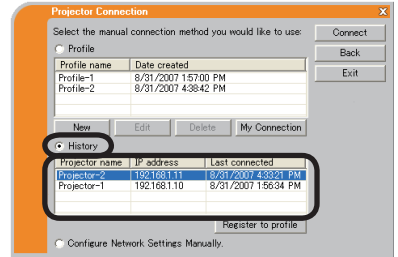 Projector Connection
X
Select the manual connection method you would like to use:
Connect
Profile
Back
Profile name Date created
Exit
Profile-1 8/31/2007 1:57:00 PM
Profile-2 8/31/2007 4:38:42 PM
New Edit Delete My Connection
History
Projector name IP address Last connected
Projector-2 192.168.1.11 8/31/2007 4:33:21 PM
Projector-1 192.168.1.10 8/31/2007 1:56:34 PM
Register to profile
Configure Network Settings Manually.